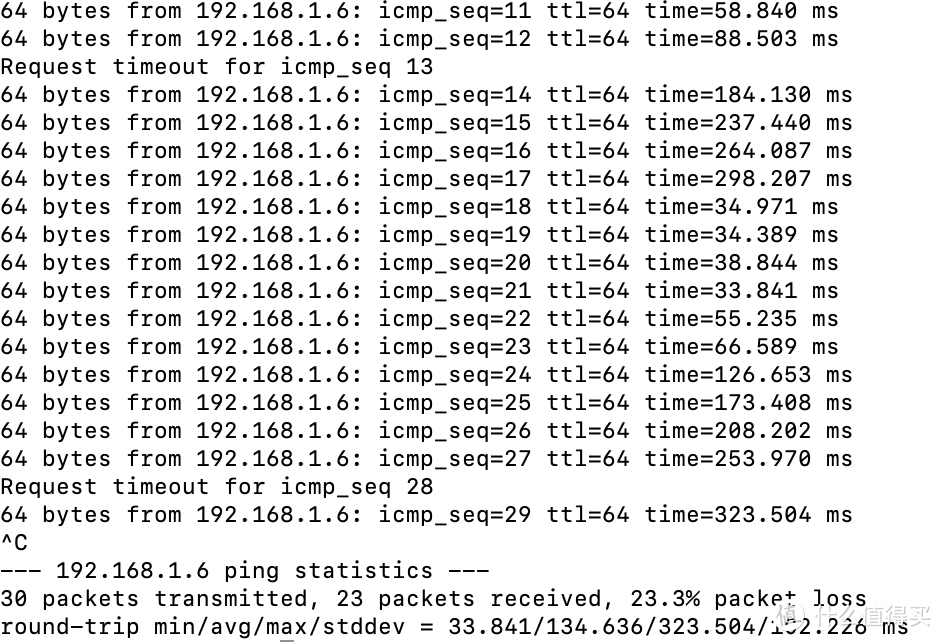 64 bytes from 192.168.1.6: icmp_seq=11 ttl=64 time=58.840 ms
64 bytes from 192.168.1.6: icmp_seq=12 ttl=64 time=88.503 ms
Request timeout for icmp_seq 13
64 bytes from 192.168.1.6: icmp_seq=14 ttl=64 time=184.130 ms
64 bytes from 192.168.1.6: icmp_seq=15 ttl=64 time=237.440 ms
64 bytes from 192.168.1.6: icmp_seq=16 ttl=64 time=264.087 ms
64 bytes from 192.168.1.6: icmp_seq=17 ttl=64 time=298.207 ms
64 bytes from 192.168.1.6: icmp_seq=18 ttl=64 time=34.971 ms
64 bytes from 192.168.1.6: icmp_seq=19 ttl=64 time=34.389 ms
64 bytes from 192.168.1.6: icmp_seq=20 ttl=64 time=38.844 ms
64 bytes from 192.168.1.6: icmp_seq=21 ttl=64 time=33.841 ms
64 bytes from 192.168.1.6: icmp_seq=22 ttl=64 time=55.235 ms
64 bytes from 192.168.1.6: icmp_seq=23 ttl=64 time=66.589 ms
64 bytes from 192.168.1.6: icmp_seq=24 ttl=64 time=126.653 ms
64 bytes from 192.168.1.6: icmp_seq=25 ttl=64 time=173.408 ms
64 bytes from 192.168.1.6: icmp_seq=26 ttl=64 time=208.202 ms
64 bytes from 192.168.1.6: icmp_seq=27 ttl=64 time=253.970 ms
Request timeout for icmp_seq 28
64 bytes from 192.168.1.6: icmp_seq=29 ttl=64 time=323.504 ms
^C
--- 192.168.1.6 ping statistics ---
30 packets transmitted, 23 packets received, 23.3% packet loss
round-trip min/avg/max/stddev = 33.841/134.636/323.504/ ms
值 什么值得买